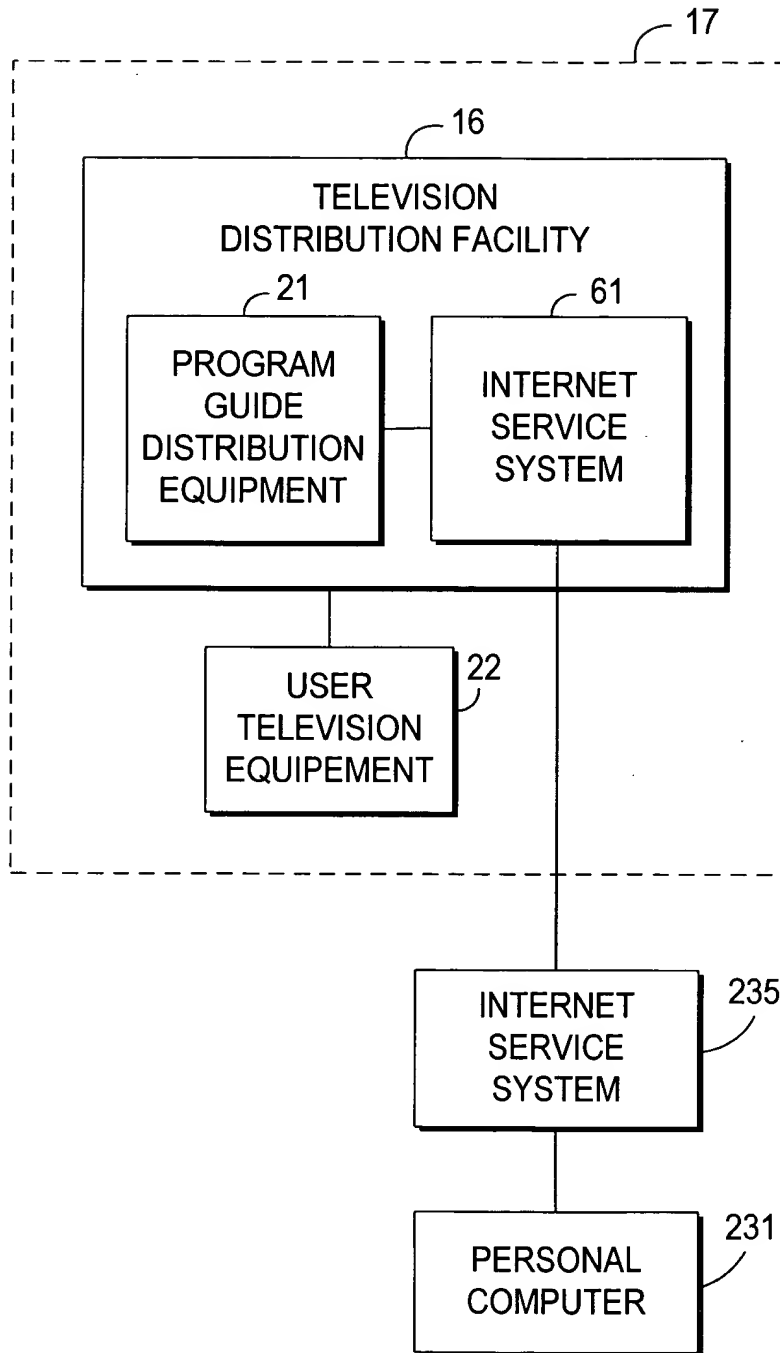 17
16
TELEVISION
DISTRIBUTION FACILITY
21
61
PROGRAM
GUIDE
DISTRIBUTION
EQUIPMENT
INTERNET
SERVICE
SYSTEM
22
USER
TELEVISION
EQUIPEMENT
235
INTERNET
SERVICE
SYSTEM
231
PERSONAL
COMPUTER